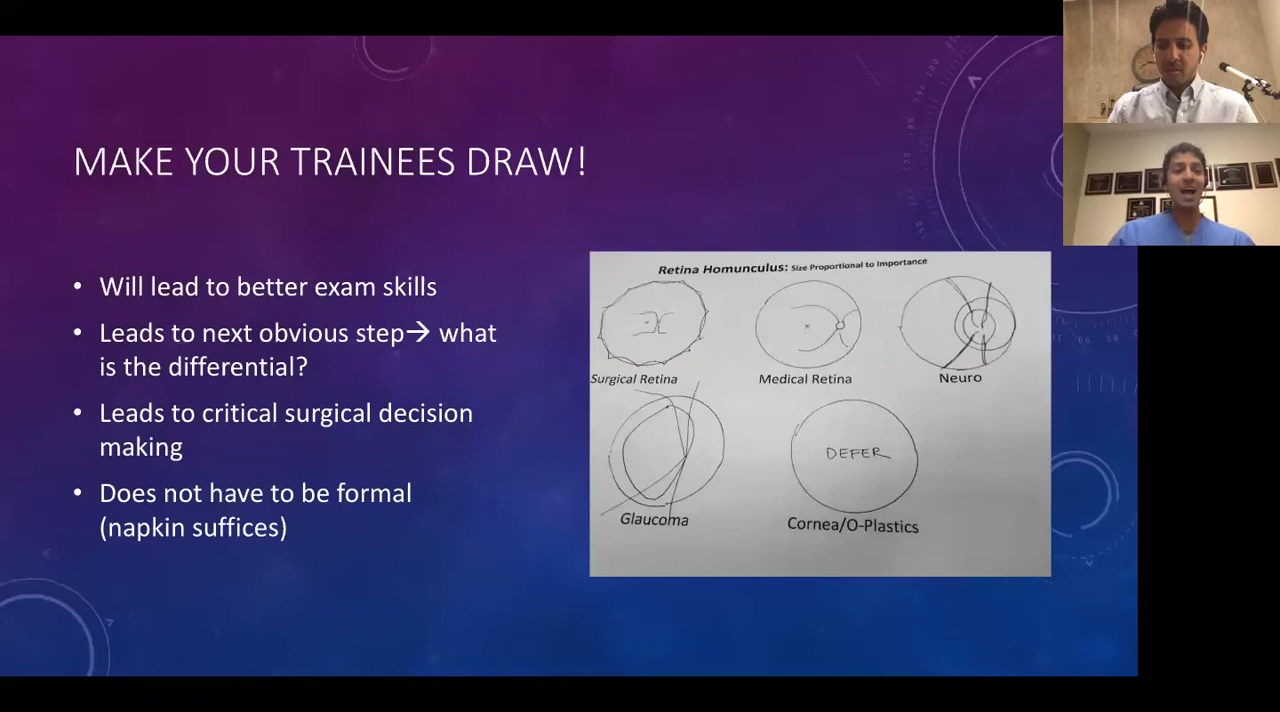 MAKE YOUR TRAINEES DRAW!
• Will lead to better exam skills
• Leads to next obvious step→ what
is the differential?
• Leads to critical surgical decision
making
• Does not have to be formal
(napkin suffices)
Retina Homunculus: Size Proportional to Importance
Surgical Retina
Medical Retina
Neuro
DEFER
Glaucoma
Cornea/O-Plastics